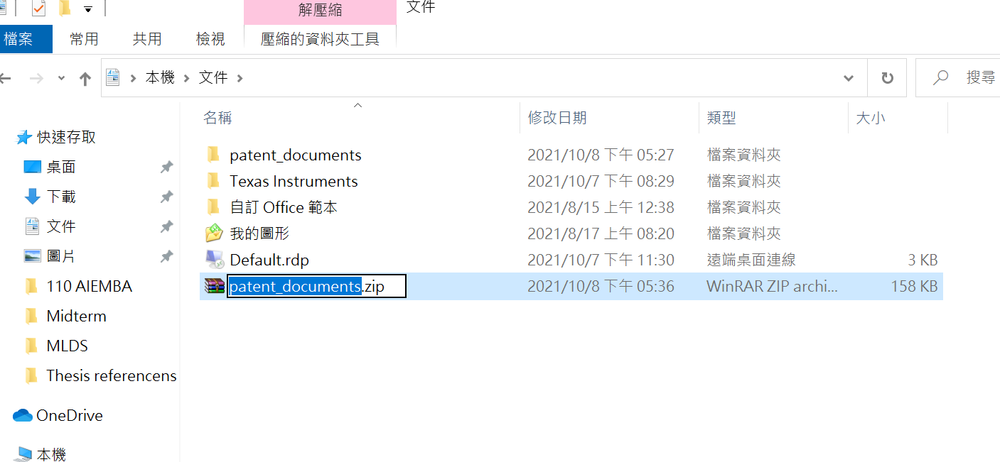 解壓縮
文件
檔案
常用
共用
檢視
壓縮的資料夾工具
本機
文件
搜尋
名稱
修改日期
類型
大小
快速存取
桌面
下載
文件
圖片
110 AIEMBA
Midterm
MLDS
Thesis referencens
OneDrive
本機
patent_documents 2021/10/8 下午 05:27 檔案資料夾
Texas Instruments 2021/10/7 下午 08:29 檔案資料夾
自訂 Office 範本 2021/8/15 上午 12:38 檔案資料夾
我的圖形 2021/8/17 上午 08:20 檔案資料夾
Default.rdp 2021/10/7 下午 11:30 遠端桌面連線 3 KB
patent_documents.zip 2021/10/8 下午 05:36 WinRAR ZIP archi... 158 KB